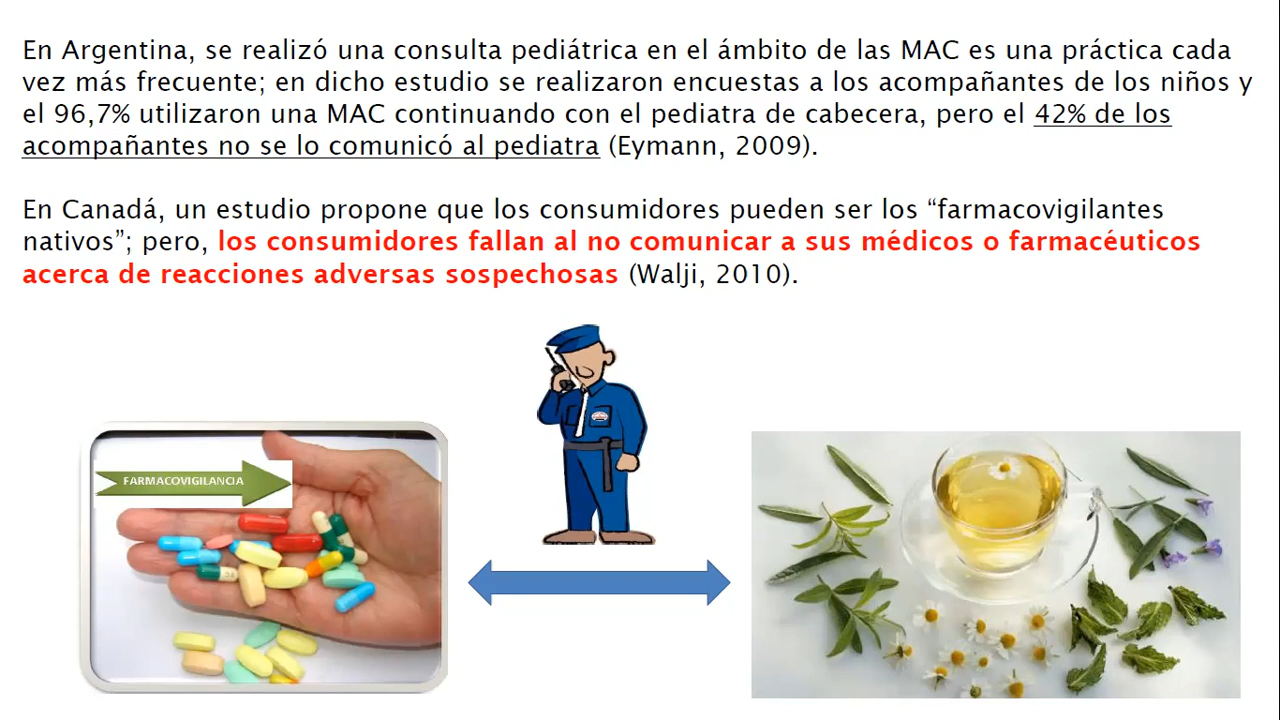 En Argentina, se realizó una consulta pediátrica en el ámbito de las MAC es una práctica cada
vez más frecuente; en dicho estudio se realizaron encuestas a los acompañantes de los niños y
el 96,7% utilizaron una MAC continuando con el pediatra de cabecera, pero el 42% de los
acompañantes no se lo comunicó al pediatra (Eymann, 2009).
En Canadá, un estudio propone que los consumidores pueden ser los “farmacovigilantes
nativos”; pero, los consumidores fallan al no comunicar a sus médicos o farmacéuticos
acerca de reacciones adversas sospechosas (Walji, 2010).
FARMACOVIGILANCIA